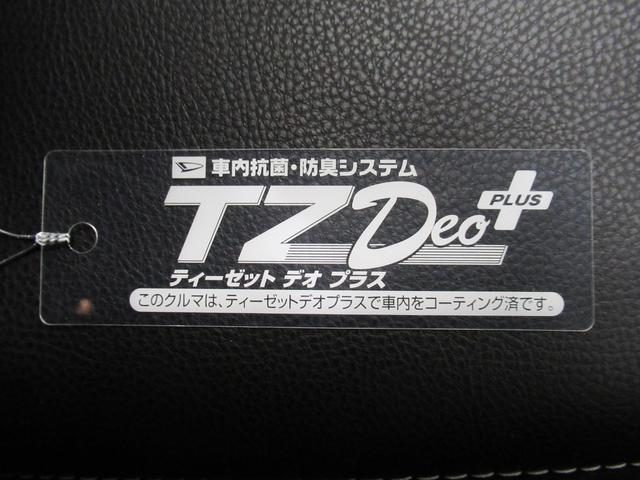 車内抗菌・防臭システム
TZDeo PLUS
ティーゼット デオ プラス
このクルマは、ティーゼットデオプラスで車内をコーティング済です。